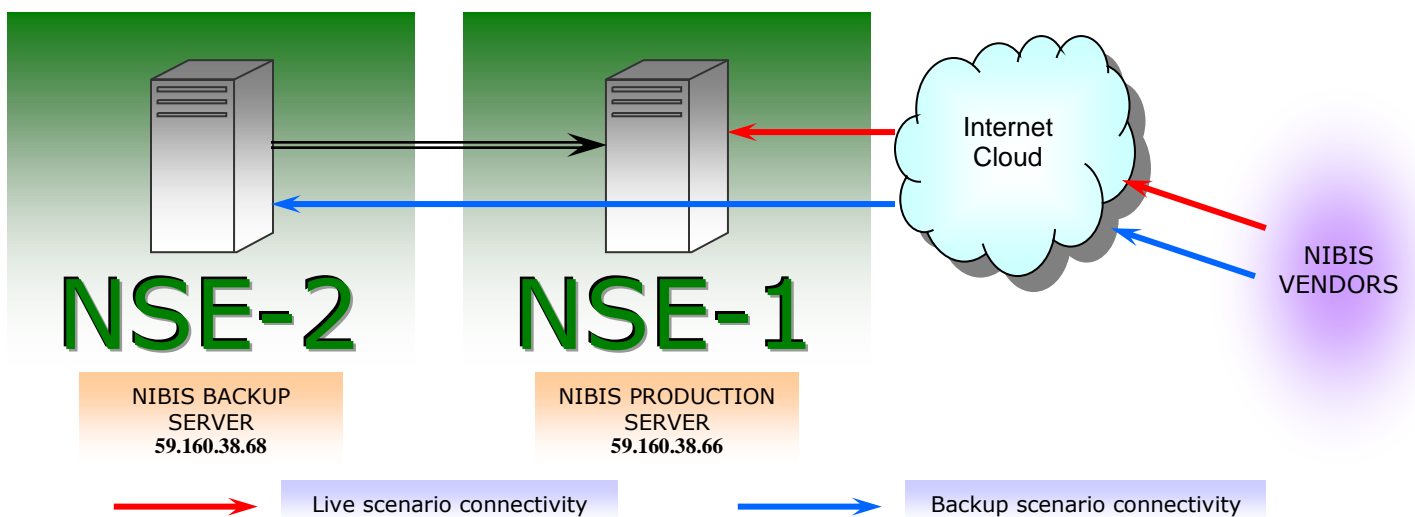 Internet
Cloud
NIBIS
VENDORS
NSE-2
NSE-1
NIBIS BACKUP
SERVER
59.160.38.68
NIBIS PRODUCTION
SERVER
59.160.38.66
Live scenario connectivity
Backup scenario connectivity